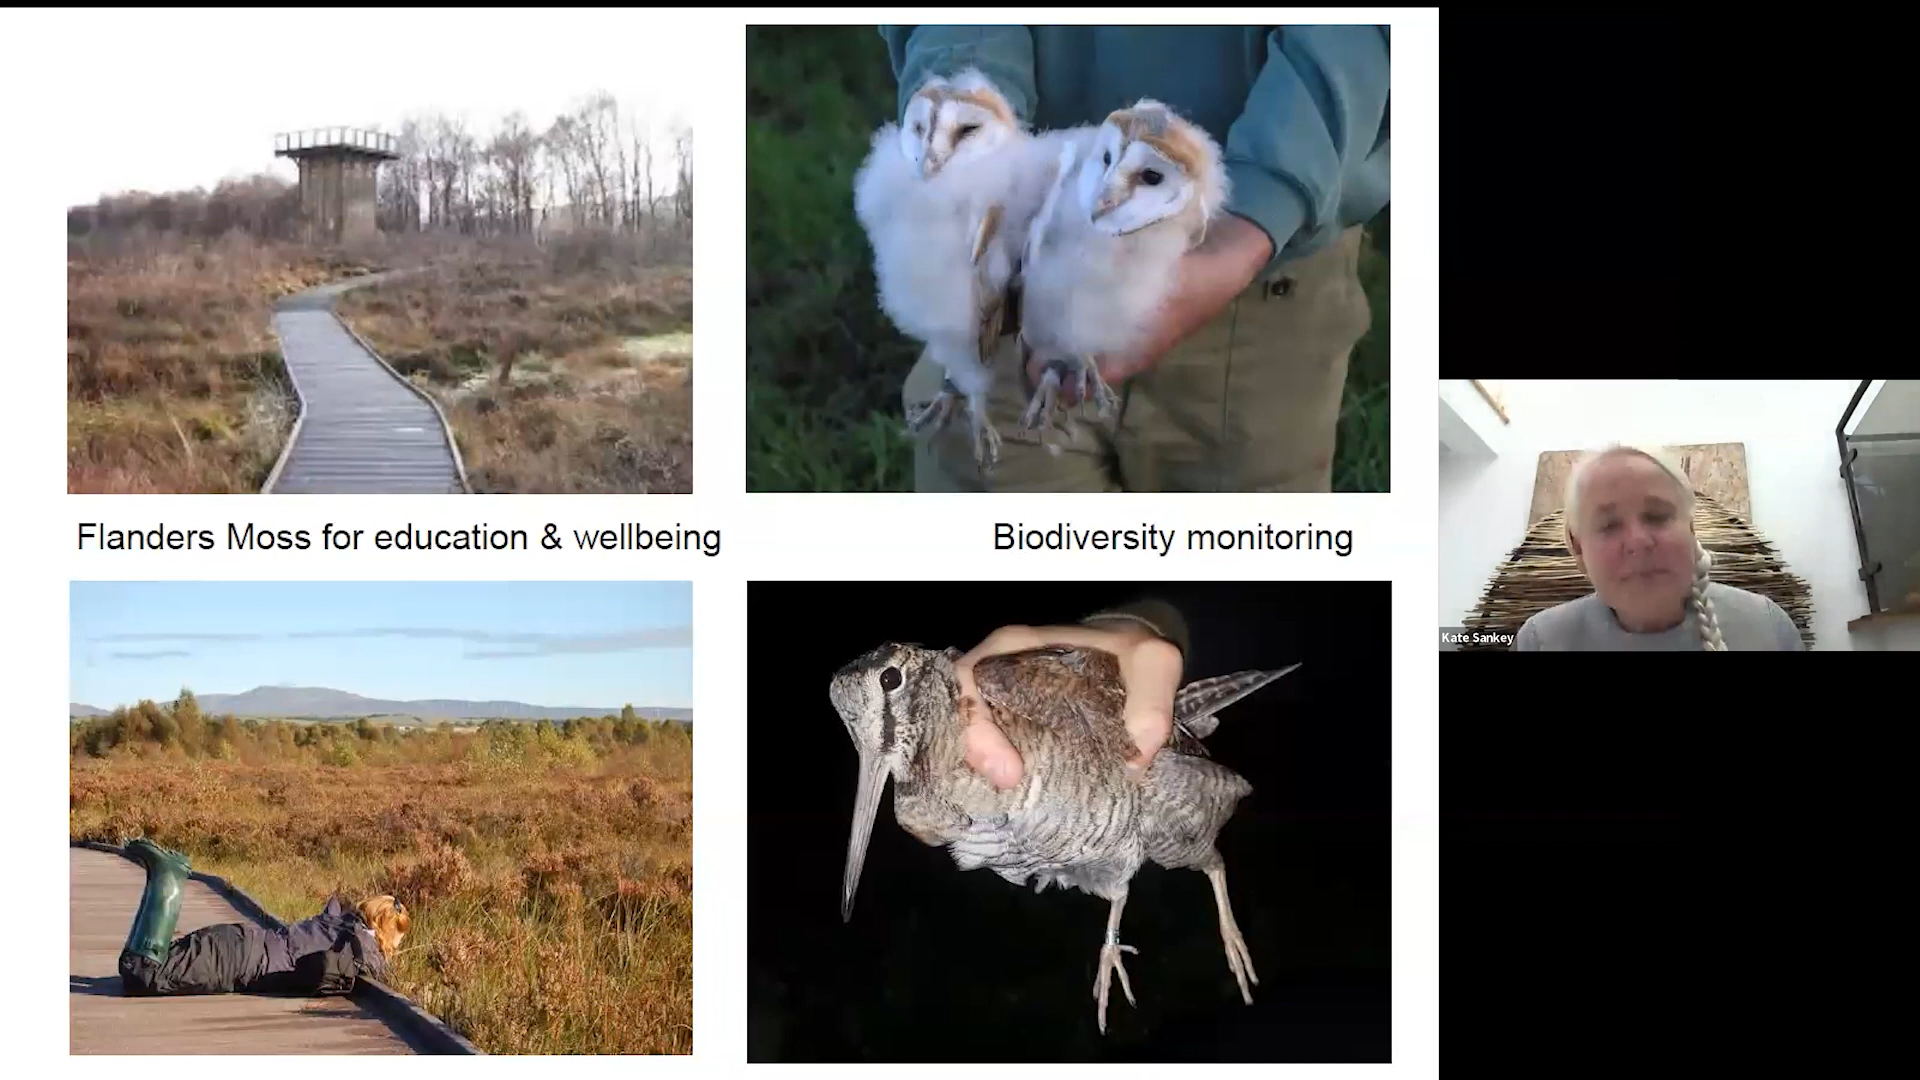 Flanders Moss for education & wellbeing
Biodiversity monitoring
Kate Sankey